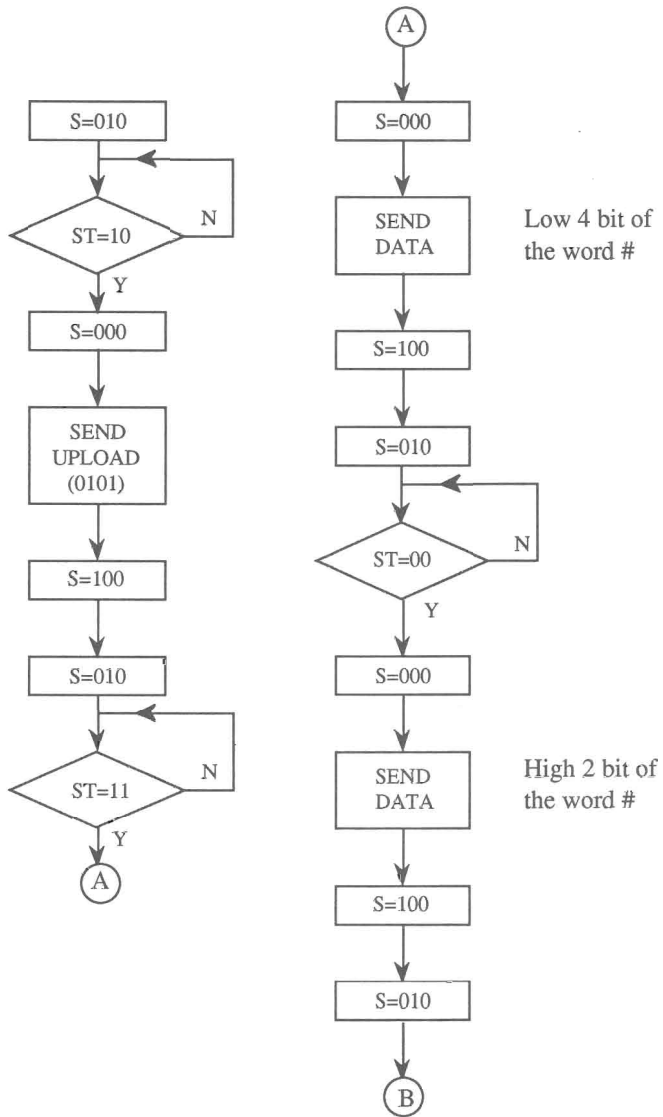 S=010
ST=10
N
Y
S=000
SEND
UPLOAD
(0101)
S=100
S=010
ST=11
N
Y
A
A
S=000
SEND
DATA
Low 4 bit of
the word #
S=100
S=010
ST=00
N
Y
S=000
SEND
DATA
High 2 bit of
the word #
S=100
S=010
B